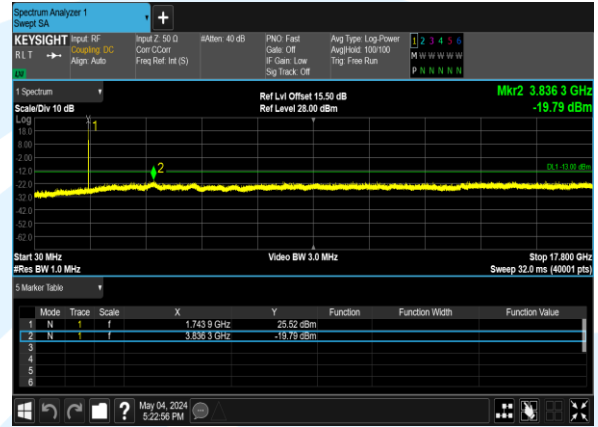 Spectrum Analyzer 1
Swept SA
+
KEYSIGHT Input: RF Input Z: 50 Ω #Atten: 40 dB PNO: Fast Avg Type: Log-Power 1 2 3 4 5 6
RLT Coupling: DC Corr CCorr Gate: Off Avg|Hold: 100/100 M W W W W W
Align: Auto Freq Ref: Int (S) IF Gain: Low Trig: Free Run P N N N N N
Sig Track: Off
1 Spectrum Ref Lvl Offset 15.50 dB Mkr2 3.836 3 GHz
Scale/Div 10 dB Ref Level 28.00 dBm -19.79 dBm
Log
18.0
8.00
-2.00
-12.0
-22.0
-32.0
-42.0
-52.0
-62.0
1
2
DL1 -13.00 dBm
Start 30 MHz Video BW 3.0 MHz Stop 17.800 GHz
#Res BW 1.0 MHz Sweep 32.0 ms (40001 pts)
5 Marker Table
Mode Trace Scale X Y Function Function Width Function Value
1 N 1 f 1.743 9 GHz 25.52 dBm
2 N 1 f 3.836 3 GHz -19.79 dBm
3
4
5
6
? May 04, 2024
5:22:56 PM